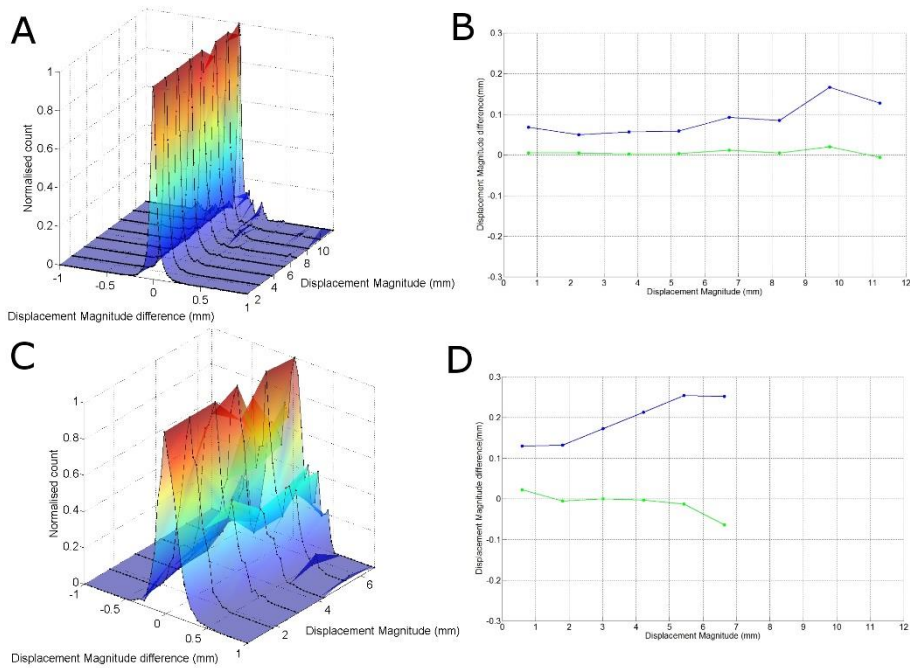 A
Normalised count
1
0.8
0.6
0.4
0.2
0
-1
-0.5
0
0.5
1
2
4
6
8
10
Displacement Magnitude (mm)
Displacement Magnitude difference (mm)
B
Displacement Magnitude difference(mm)
0.3
0.2
0.1
0
-0.1
-0.2
-0.3
0 1 2 3 4 5 6 7 8 9 10 11 12
Displacement Magnitude (mm)
C
Normalised count
1
0.8
0.6
0.4
0.2
0
-1
-0.5
0
0.5
1
2
4
6
Displacement Magnitude (mm)
Displacement Magnitude difference (mm)
D
Displacement Magnitude difference(mm)
0.3
0.2
0.1
0
-0.1
-0.2
-0.3
0 1 2 3 4 5 6 7 8 9 10 11 12
Displacement Magnitude (mm)